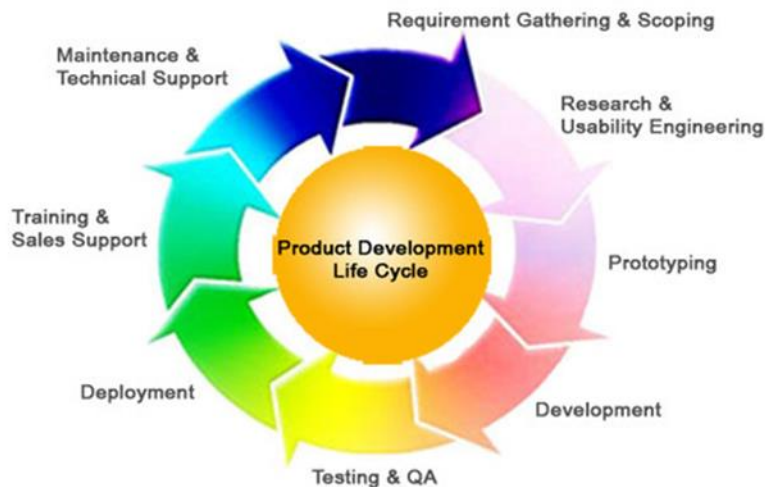 Requirement Gathering & Scoping
Research &
Usability Engineering
Prototyping
Development
Testing & QA
Deployment
Training &
Sales Support
Maintenance &
Technical Support
Product Development
Life Cycle